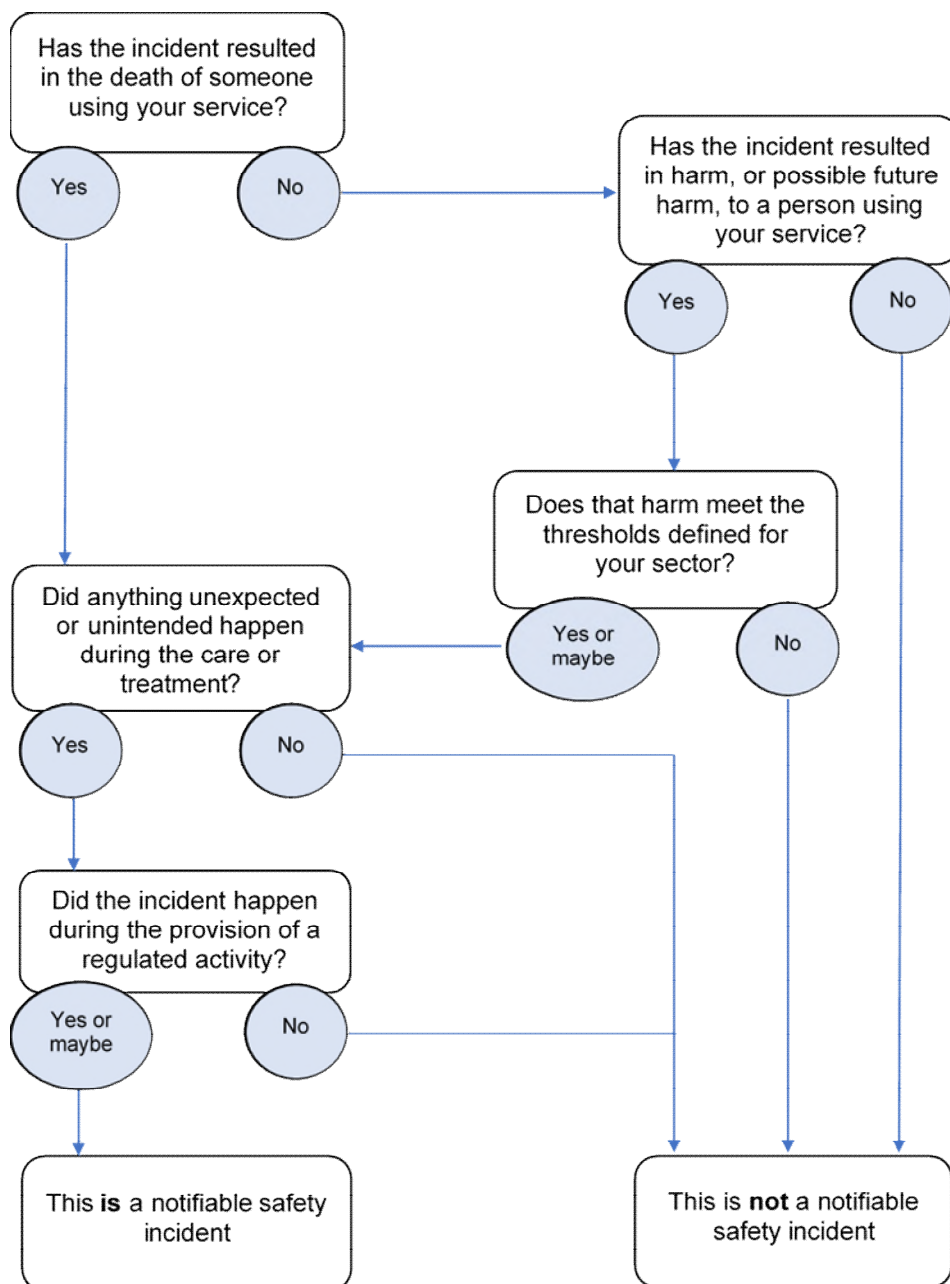 Has the incident resulted
in the death of someone
using your service?
Yes
No
Has the incident resulted
in harm, or possible future
harm, to a person using
your service?
Yes
No
Does that harm meet the
thresholds defined for
your sector?
Yes or
maybe
No
Did anything unexpected
or unintended happen
during the care or
treatment?
Yes
No
Did the incident happen
during the provision of a
regulated activity?
Yes or
maybe
No
This is a notifiable safety
incident
This is not a notifiable
safety incident